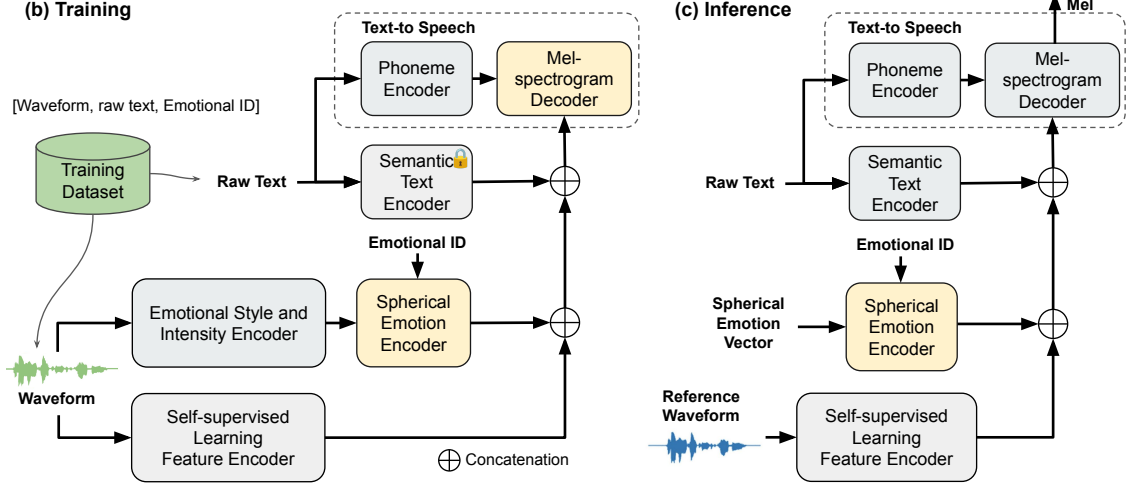 (b) Training
Text-to Speech
Phoneme
Encoder
Mel-
spectrogram
Decoder
[Waveform, raw text, Emotional ID]
Training
Dataset
Raw Text
Semantic
Text
Encoder
Emotional ID
Emotional Style and
Intensity Encoder
Spherical
Emotion
Encoder
Waveform
Self-supervised
Learning
Feature Encoder
Concatenation
(c) Inference
Mel
Text-to Speech
Phoneme
Encoder
Mel-
spectrogram
Decoder
Raw Text
Semantic
Text
Encoder
Emotional ID
Spherical
Emotion
Vector
Spherical
Emotion
Encoder
Reference
Waveform
Self-supervised
Learning
Feature Encoder